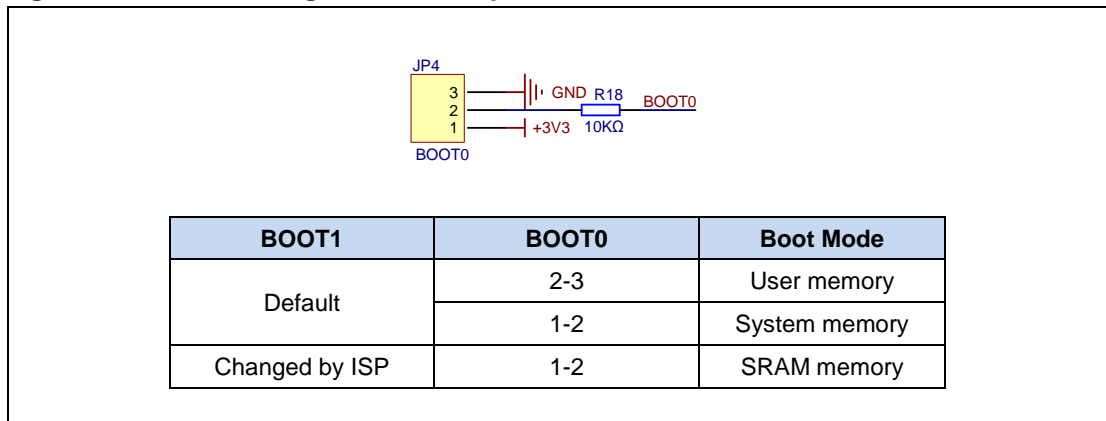 JP4
3 GND R18 BOOT0
2
1 +3V3 10KΩ
BOOT0
BOOT1 BOOT0 Boot Mode
Default 2-3 User memory
1-2 System memory
Changed by ISP 1-2 SRAM memory